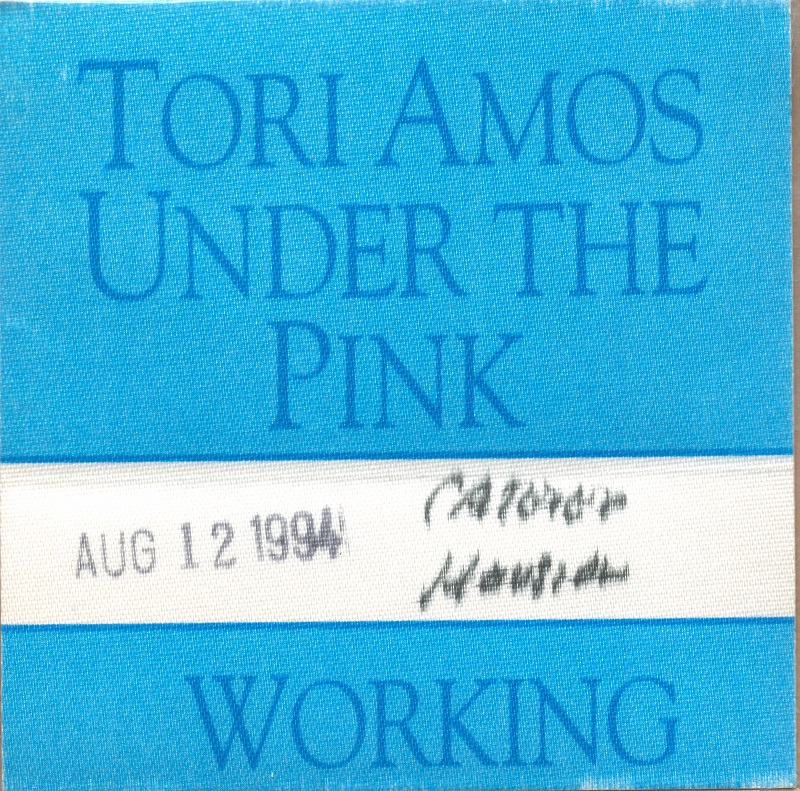 TORI AMOS
UNDER THE
PINK
AUG 12 1994
WORKING